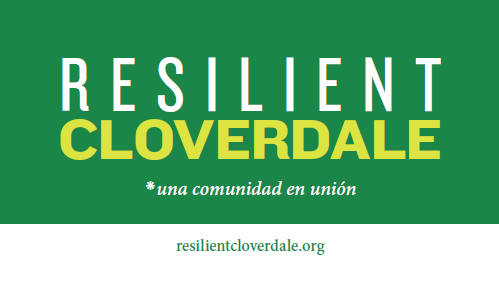 RESILIENT
CLOVERDALE
*una comunidad en unión
resilientcloverdale.org